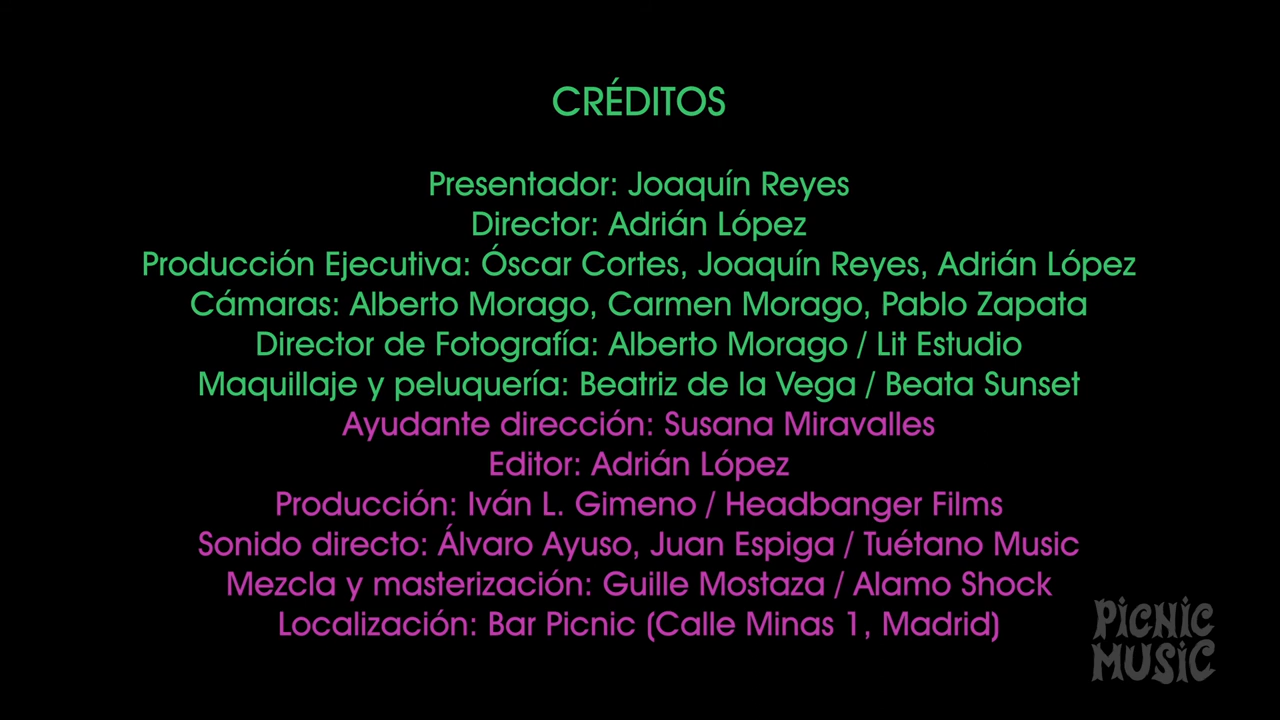 CRÉDITOS
Presentador: Joaquín Reyes
Director: Adrián López
Producción Ejecutiva: Óscar Cortes, Joaquín Reyes, Adrián López
Cámaras: Alberto Morago, Carmen Morago, Pablo Zapata
Director de Fotografía: Alberto Morago / Lit Estudio
Maquillaje y peluquería: Beatriz de la Vega / Beata Sunset
Ayudante dirección: Susana Miravalles
Editor: Adrián López
Producción: Iván L. Gimeno / Headbanger Films
Sonido directo: Álvaro Ayuso, Juan Espiga / Tuétano Music
Mezcla y masterización: Guille Mostaza / Alamo Shock
Localización: Bar Picnic (Calle Minas 1, Madrid)
PICNIC
MUSIC